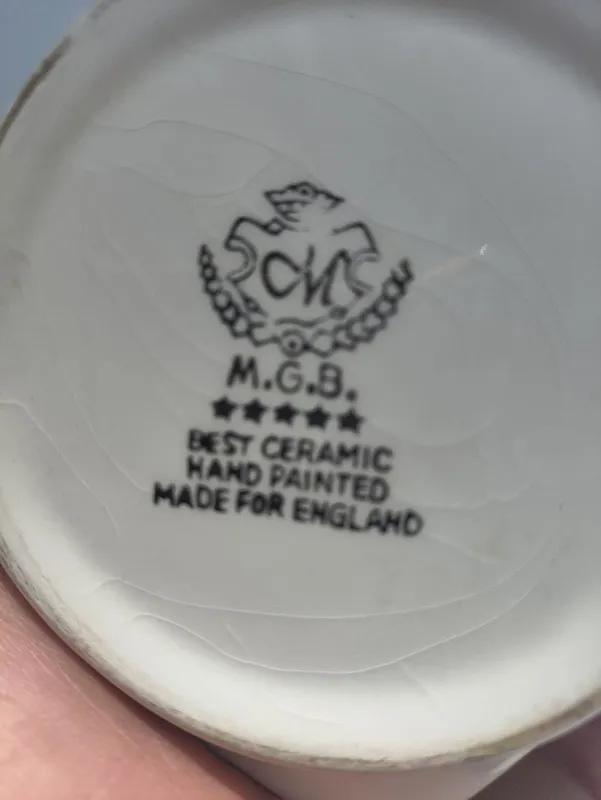 M
M.G.B.
★★★★★
BEST CERAMIC
HAND PAINTED
MADE FOR ENGLAND